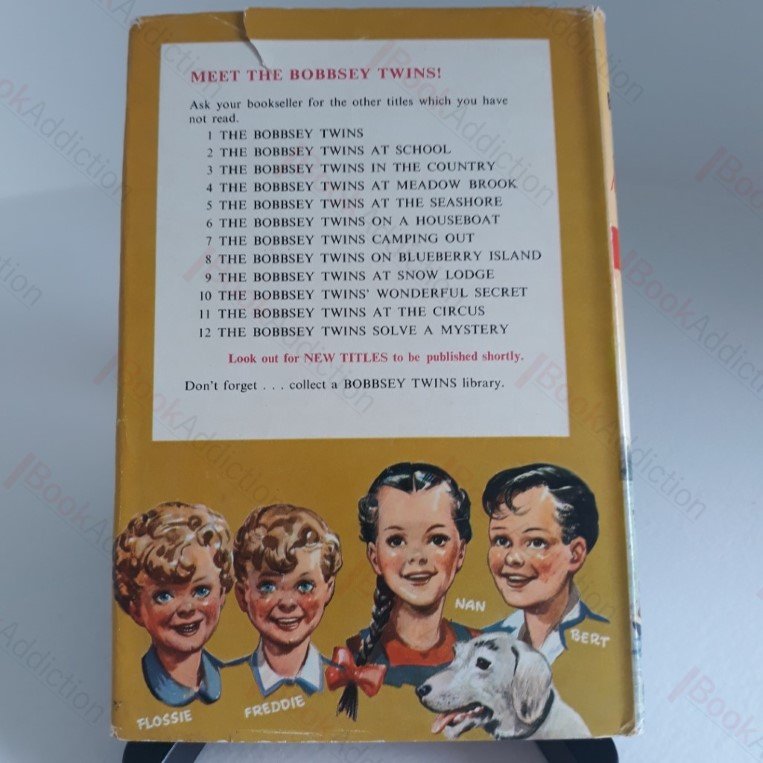 MEET THE BOBBSEY TWINS!
Ask your bookseller for the other titles which you have
not read.
1 THE BOBBSEY TWINS
2 THE BOBBSEY TWINS AT SCHOOL
3 THE BOBBSEY TWINS IN THE COUNTRY
4 THE BOBBSEY TWINS AT MEADOW BROOK
5 THE BOBBSEY TWINS AT THE SEASHORE
6 THE BOBBSEY TWINS ON A HOUSEBOAT
7 THE BOBBSEY TWINS CAMPING OUT
8 THE BOBBSEY TWINS ON BLUEBERRY ISLAND
9 THE BOBBSEY TWINS AT SNOW LODGE
10 THE BOBBSEY TWINS' WONDERFUL SECRET
11 THE BOBBSEY TWINS AT THE CIRCUS
12 THE BOBBSEY TWINS SOLVE A MYSTERY
Look out for NEW TITLES to be published shortly.
Don't forget . . . collect a BOBBSEY TWINS library.
NAN
BERT
FLOSSIE
FREDDIE
BookAddiction